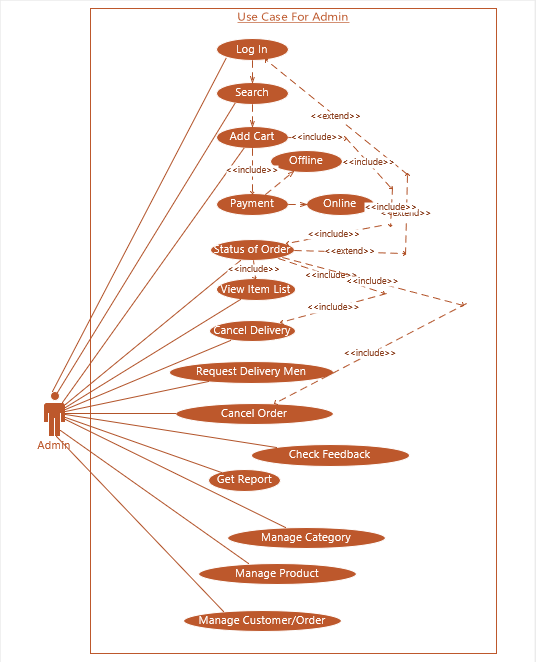 Use Case For Admin
Log In
Search
<<extend>>
Add Cart
<<include>>
Offline
<<include>>
<<include>>
Payment
Online
<<include>>
<<extend>>
<<include>>
Status of Order
<<extend>>
<<include>>
<<include>>
<<include>>
View Item List
<<include>>
Cancel Delivery
<<include>>
Request Delivery Men
Cancel Order
Admin
Check Feedback
Get Report
Manage Category
Manage Product
Manage Customer/Order